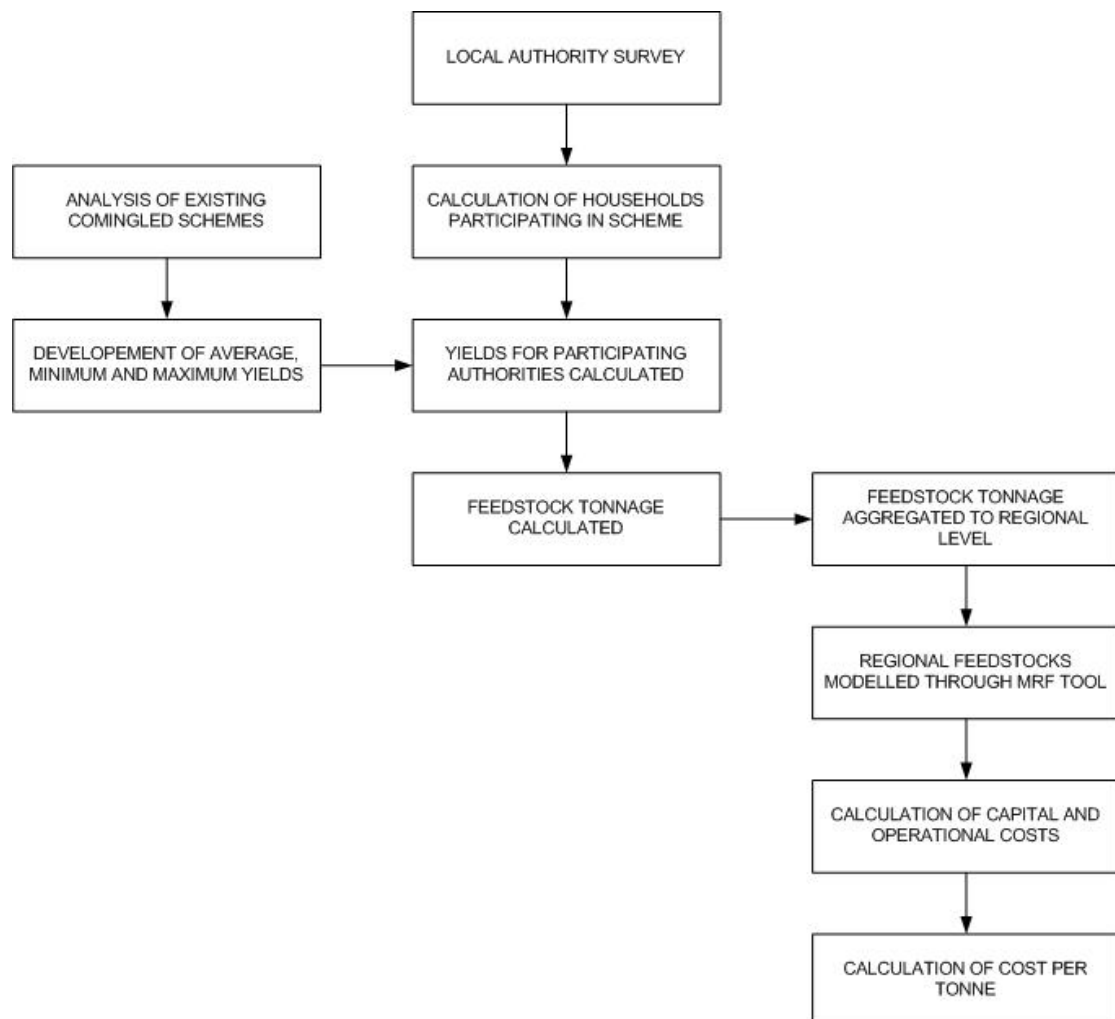 LOCAL AUTHORITY SURVEY
ANALYSIS OF EXISTING
COMINGLED SCHEMES
CALCULATION OF HOUSEHOLDS
PARTICIPATING IN SCHEME
DEVELOPEMENT OF AVERAGE,
MINIMUM AND MAXIMUM YIELDS
YIELDS FOR PARTICIPATING
AUTHORITIES CALCULATED
FEEDSTOCK TONNAGE
CALCULATED
FEEDSTOCK TONNAGE
AGGREGATED TO REGIONAL
LEVEL
REGIONAL FEEDSTOCKS
MODELLED THROUGH MRF TOOL
CALCULATION OF CAPITAL AND
OPERATIONAL COSTS
CALCULATION OF COST PER
TONNE